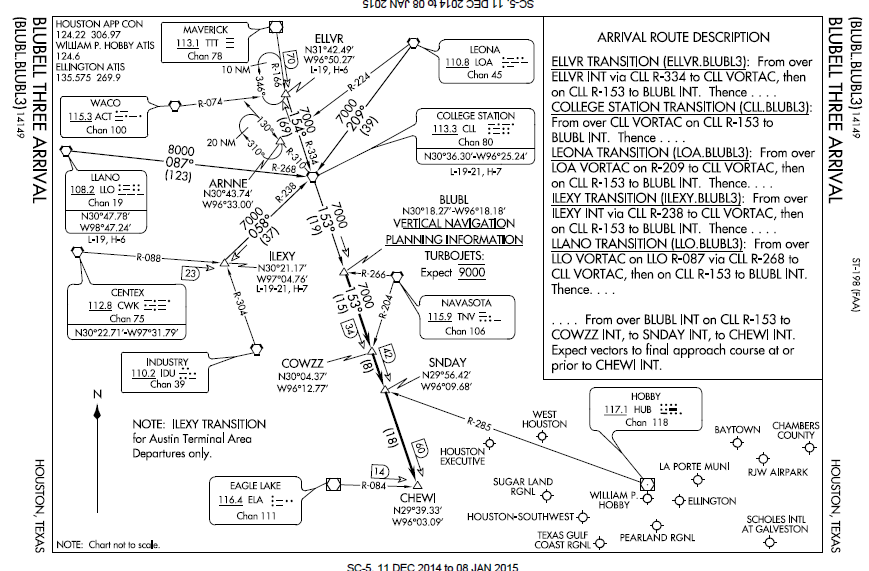 SC-5, 11 DEC 2014 to 08 JAN 2015
(BLUBL.BLUBL3) 14149
BLUBELL THREE ARRIVAL
HOUSTON, TEXAS
HOUSTON APP CON
124.22 306.97
WILLIAM P. HOBBY ATIS
124.6
ELLINGTON ATIS
135.575 269.9
MAVERICK
113.1 TTT
Chan 78
ELLVR
N31°42.49'
W96°50.27'
L-19, H-6
10 NM
70
R-166
346°
LEONA
110.8 LOA
Chan 45
R-224
7000
209°
(39)
WACO
115.3 ACT
Chan 100
R-074
7000
154°
(69)
R-334
130°
20 NM
310°
R-310
COLLEGE STATION
113.3 CLL
Chan 80
N30°36.30'-W96°25.24'
L-19-21, H-7
8000
087°
(123)
R-268
R-238
ARNNE
N30°43.74'
W96°33.00'
LLANO
108.2 LLO
Chan 19
N30°47.78'
W98°47.24'
L-19, H-6
7000
058°
(37)
7000
153°
(19)
BLUBL
N30°18.27'-W96°18.18'
VERTICAL NAVIGATION
PLANNING INFORMATION
TURBOJETS:
Expect 9000
ILEXY
N30°21.17'
W97°04.76'
L-19-21, H-7
R-088
23
CENTEX
112.8 CWK
Chan 75
N30°22.71'-W97°31.79'
R-304
R-266
R-204
7000
153°
(15)
NAVASOTA
115.9 TNV
Chan 106
INDUSTRY
110.2 IDU
Chan 39
34
42
(8)
COWZZ
N30°04.37'
W96°12.77'
SNDAY
N29°56.42'
W96°09.68'
N
NOTE: ILEXY TRANSITION
for Austin Terminal Area
Departures only.
R-285
(18)
60
EAGLE LAKE
116.4 ELA
Chan 111
14
R-084
CHEWI
N29°39.33'
W96°03.09'
HOBBY
117.1 HUB
Chan 118
WEST
HOUSTON
HOUSTON
EXECUTIVE
BAYTOWN
CHAMBERS
COUNTY
RJW AIRPARK
LA PORTE MUNI
SUGAR LAND
RGNL
WILLIAM P.
HOBBY
ELLINGTON
HOUSTON-SOUTHWEST
PEARLAND RGNL
TEXAS GULF
COAST RGNL
SCHOLES INTL
AT GALVESTON
NOTE: Chart not to scale.
ARRIVAL ROUTE DESCRIPTION
ELLVR TRANSITION (ELLVR.BLUBL3): From over
ELLVR INT via CLL R-334 to CLL VORTAC, then
on CLL R-153 to BLUBL INT. Thence . . . .
COLLEGE STATION TRANSITION (CLL.BLUBL3):
From over CLL VORTAC on CLL R-153 to
BLUBL INT. Thence . . . .
LEONA TRANSITION (LOA.BLUBL3): From over
LOA VORTAC on R-209 to CLL VORTAC, then
on CLL R-153 to BLUBL INT. Thence. . . .
ILEXY TRANSITION (ILEXY.BLUBL3): From over
ILEXY INT via CLL R-238 to CLL VORTAC, then
on CLL R-153 to BLUBL INT. Thence. . . .
LLANO TRANSITION (LLO.BLUBL3): From over
LLO VORTAC on LLO R-087 via CLL R-268 to
CLL VORTAC, then on CLL R-153 to BLUBL INT.
Thence. . . .
. . . . From over BLUBL INT on CLL R-153 to
COWZZ INT, to SNDAY INT, to CHEWI INT.
Expect vectors to final approach course at or
prior to CHEWI INT.
(BLUBL.BLUBL3) 14149
BLUBELL THREE ARRIVAL
ST-198 (FAA)
HOUSTON, TEXAS
SC-5, 11 DEC 2014 to 08 JAN 2015